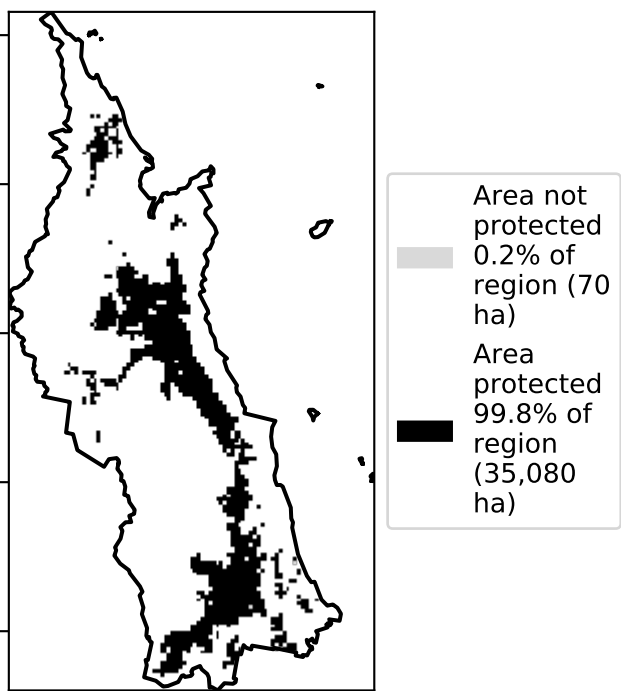 Area not
protected
0.2% of
region (70
ha)
Area
protected
99.8% of
region
(35,080
ha)